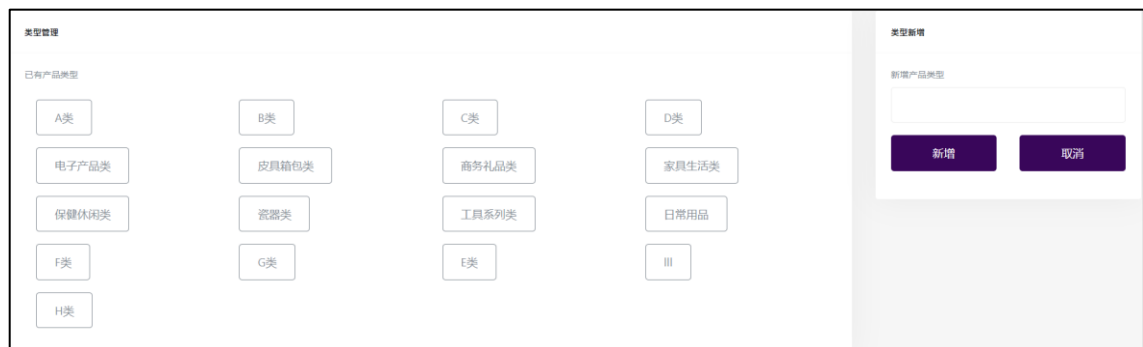 类型管理
已有产品类型
A类 B类 C类 D类
电子产品类 皮具箱包类 商务礼品类 家具生活类
保健休闲类 瓷器类 工具系列类 日常用品
F类 G类 E类 III
H类
类型新增
新增产品类型
新增 取消